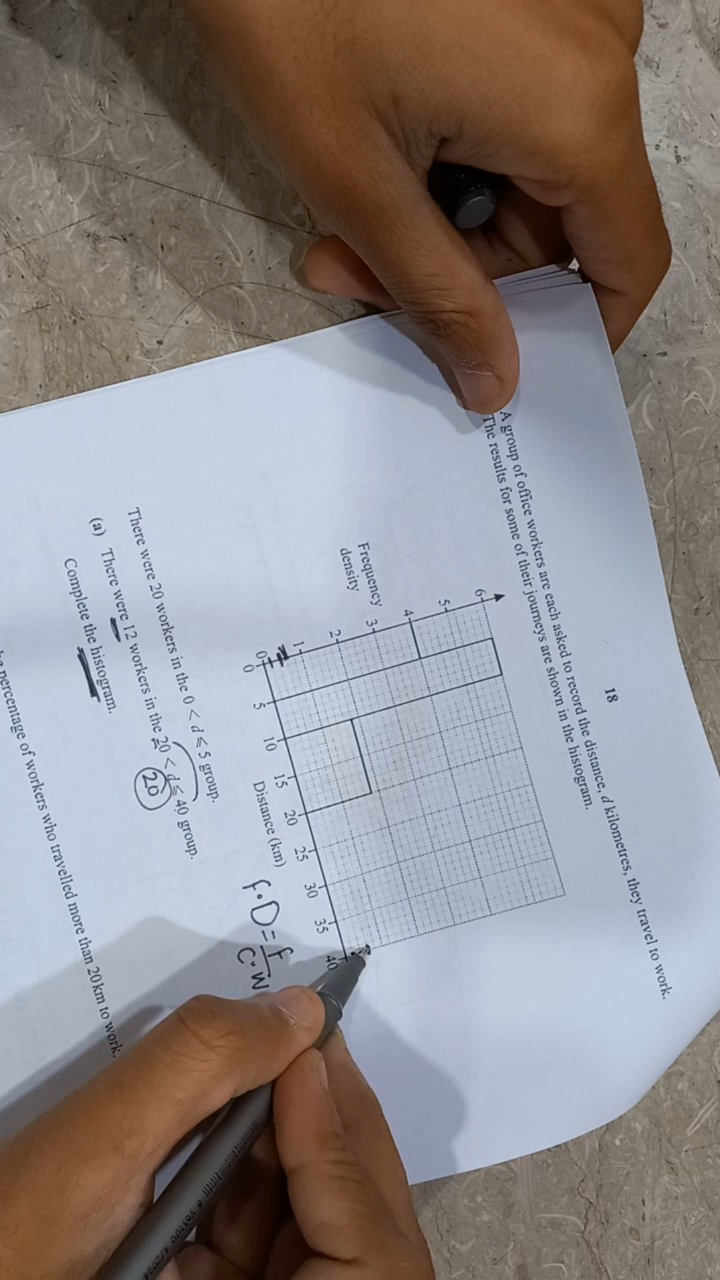 18
A group of office workers are each asked to record the distance, d kilometres, they travel to work.
The results for some of their journeys are shown in the histogram.
6
5
4
3
2
1
0
Frequency
density
0 5 10 15 20 25 30 35 40
Distance (km)
f·D = f
C·W
There were 20 workers in the 0 < d ⩽ 5 group.
(a) There were 12 workers in the 20 < d ⩽ 40 group.
20
Complete the histogram.
percentage of workers who travelled more than 20 km to work.